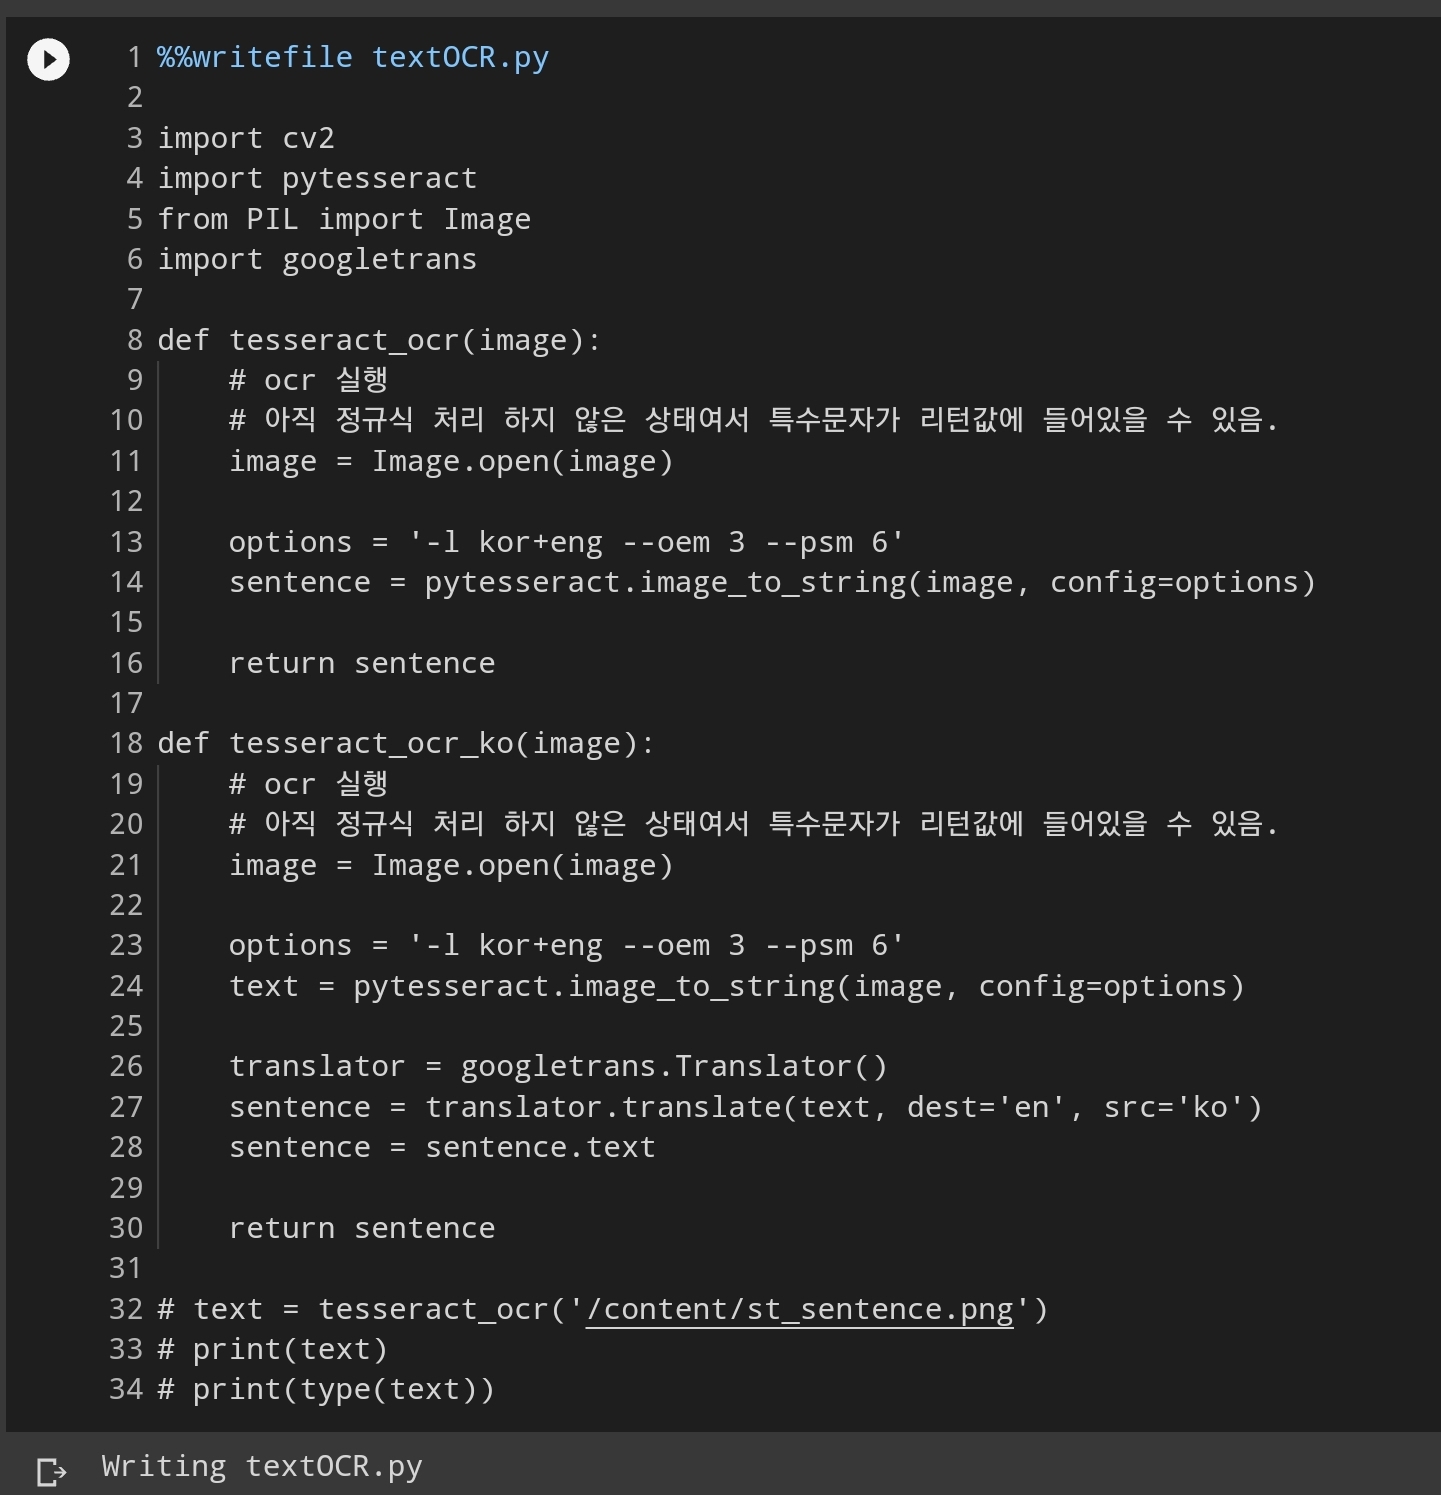 1 %%writefile textOCR.py
2
3 import cv2
4 import pytesseract
5 from PIL import Image
6 import googletrans
7
8 def tesseract_ocr(image):
9     # ocr 실행
10     # 아직 정규식 처리 하지 않은 상태여서 특수문자가 리턴값에 들어있을 수 있음.
11     image = Image.open(image)
12
13     options = '-l kor+eng --oem 3 --psm 6'
14     sentence = pytesseract.image_to_string(image, config=options)
15
16     return sentence
17
18 def tesseract_ocr_ko(image):
19     # ocr 실행
20     # 아직 정규식 처리 하지 않은 상태여서 특수문자가 리턴값에 들어있을 수 있음.
21     image = Image.open(image)
22
23     options = '-l kor+eng --oem 3 --psm 6'
24     text = pytesseract.image_to_string(image, config=options)
25
26     translator = googletrans.Translator()
27     sentence = translator.translate(text, dest='en', src='ko')
28     sentence = sentence.text
29
30     return sentence
31
32 # text = tesseract_ocr('/content/st_sentence.png')
33 # print(text)
34 # print(type(text))
Writing textOCR.py